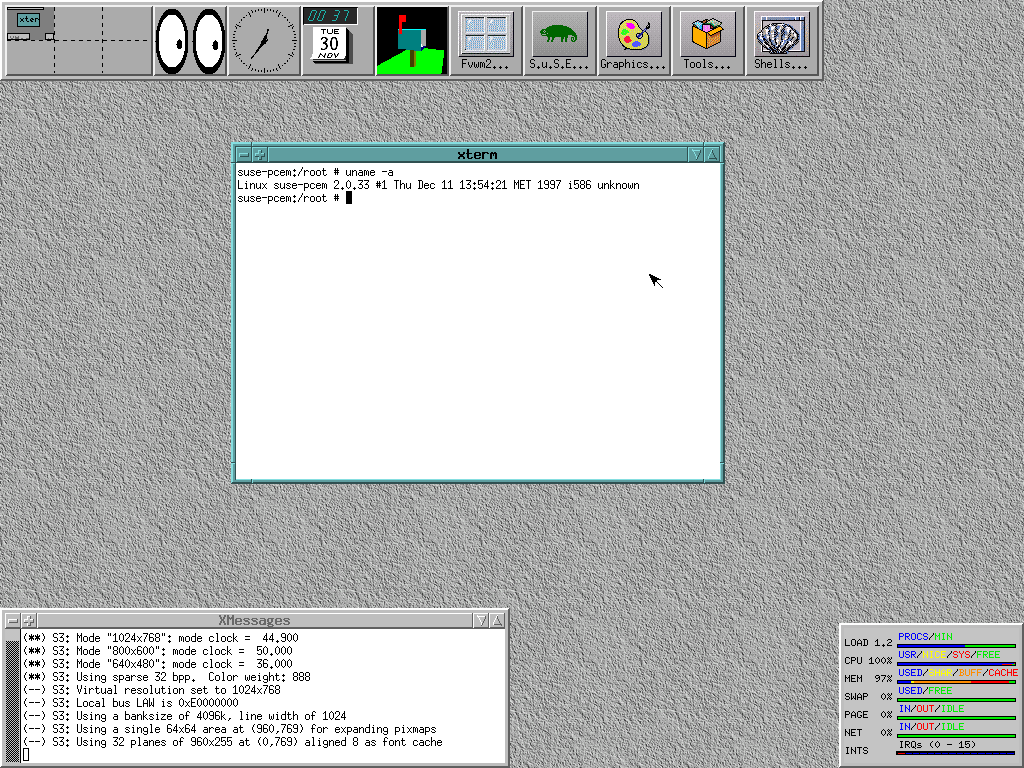 xter
00 37
TUE
30
NOV
Fvwm2...
S.u.S.E...
Graphics...
Tools...
Shells...
xterm
suse-pcem:/root # uname -a
Linux suse-pcem 2.0.33 #1 Thu Dec 11 13:54:21 MET 1997 i586 unknown
suse-pcem:/root #
XMessages
(**) S3: Mode "1024x768": mode clock =  44.900
(**) S3: Mode "800x600": mode clock =  50.000
(**) S3: Mode "640x480": mode clock =  36.000
(**) S3: Using sparse 32 bpp.  Color weight: 888
(--) S3: Virtual resolution set to 1024x768
(--) S3: Local bus LAW is 0xE0000000
(--) S3: Using a banksize of 4096k, line width of 1024
(--) S3: Using a single 64x64 area at (960,769) for expanding pixmaps
(--) S3: Using 32 planes of 960x255 at (0,769) aligned 8 as font cache
LOAD 1.2 PROCS/MIN
CPU 100% USR/NICE/SYS/FREE
MEM 97% USED/CHAR/BUFF/CACHE
SWAP 0% USED/FREE
PAGE 0% IN/OUT/IDLE
NET 0% IN/OUT/IDLE
INTS IRQs (0 - 15)